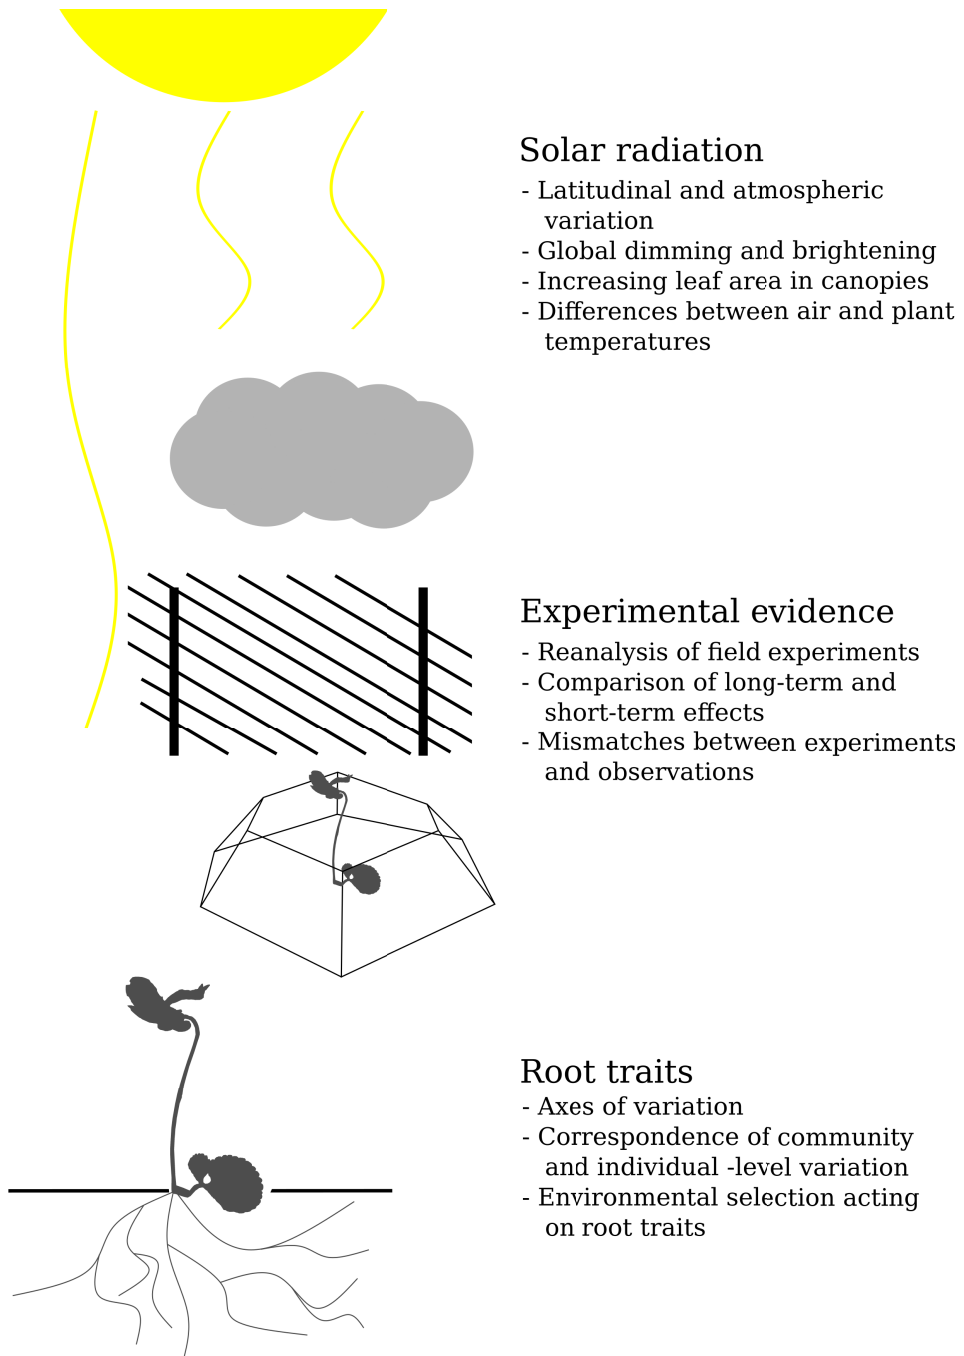 Solar radiation
- Latitudinal and atmospheric
variation
- Global dimming and brightening
- Increasing leaf area in canopies
- Differences between air and plant
temperatures
Experimental evidence
- Reanalysis of field experiments
- Comparison of long-term and
short-term effects
- Mismatches between experiments
and observations
Root traits
- Axes of variation
- Correspondence of community
and individual -level variation
- Environmental selection acting
on root traits